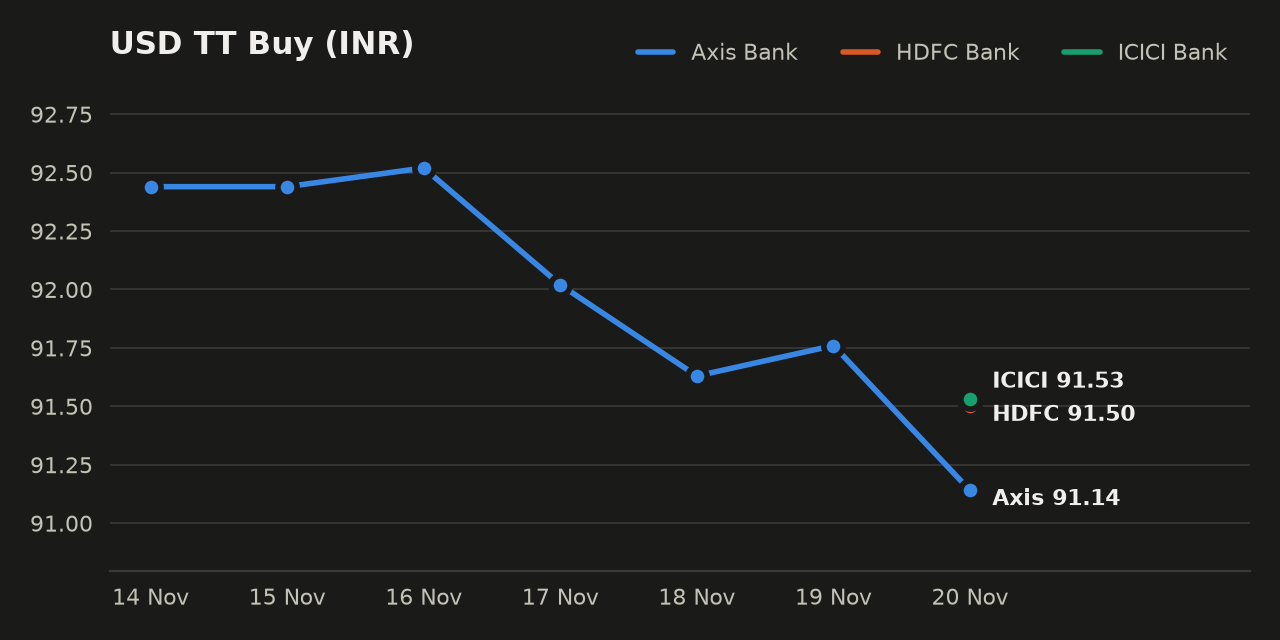 USD TT Buy (INR)
Axis Bank
HDFC Bank
ICICI Bank
92.75
92.50
92.25
92.00
91.75
91.50
91.25
91.00
ICICI 91.53
HDFC 91.50
Axis 91.14
14 Nov
15 Nov
16 Nov
17 Nov
18 Nov
19 Nov
20 Nov